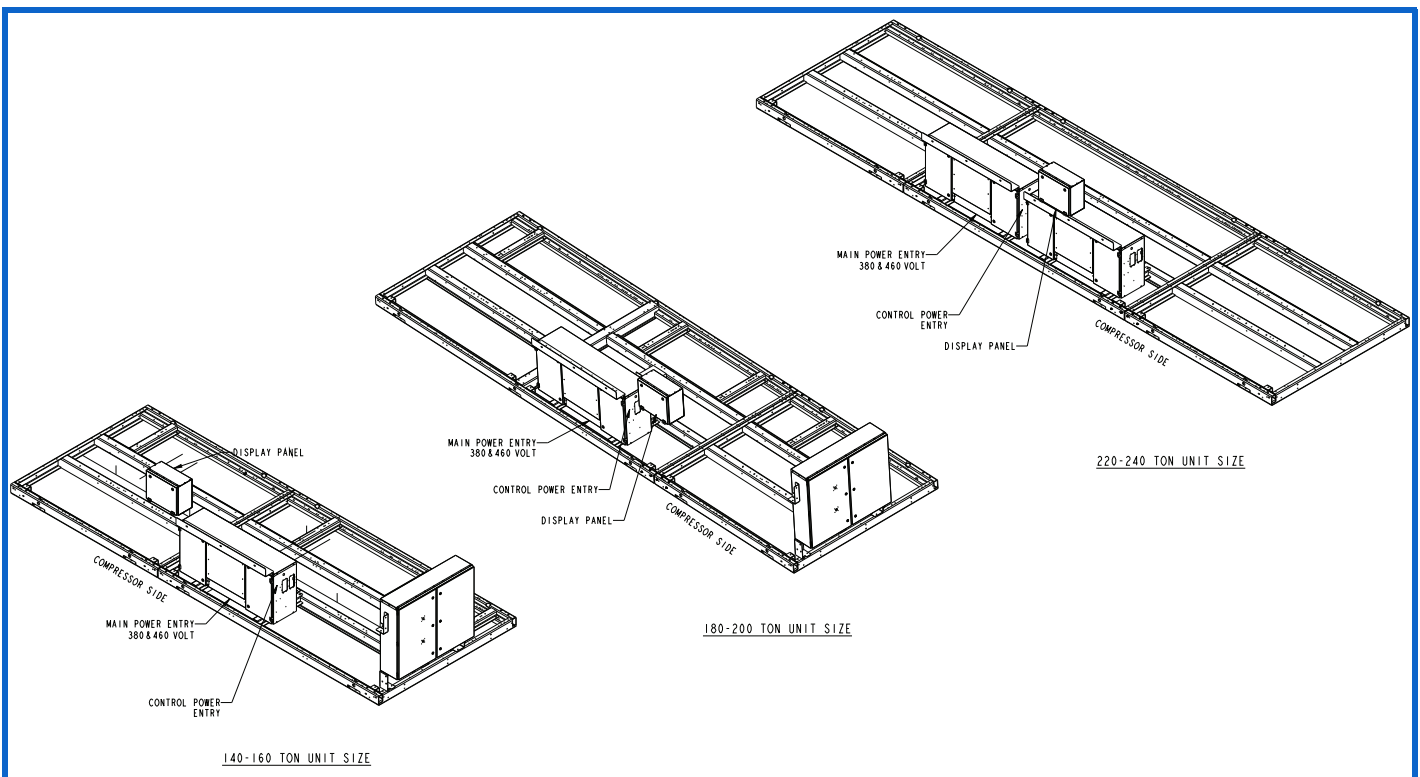 MAIN POWER ENTRY
380 & 460 VOLT
CONTROL POWER
ENTRY
DISPLAY PANEL
COMPRESSOR SIDE
220-240 TON UNIT SIZE
MAIN POWER ENTRY
380 & 460 VOLT
CONTROL POWER ENTRY
DISPLAY PANEL
COMPRESSOR SIDE
180-200 TON UNIT SIZE
DISPLAY PANEL
COMPRESSOR SIDE
MAIN POWER ENTRY
380 & 460 VOLT
CONTROL POWER
ENTRY
140-160 TON UNIT SIZE